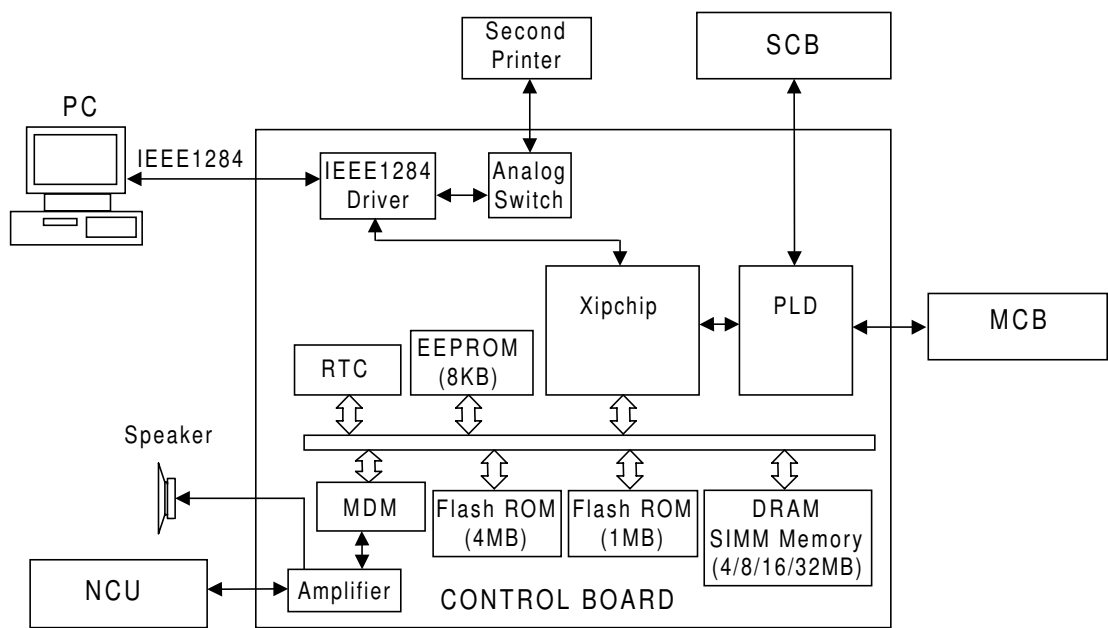 Second
Printer
SCB
PC
IEEE1284
IEEE1284
Driver
Analog
Switch
Xipchip
PLD
MCB
RTC
EEPROM
(8KB)
Speaker
MDM
Flash ROM
(4MB)
Flash ROM
(1MB)
DRAM
SIMM Memory
(4/8/16/32MB)
NCU
Amplifier
CONTROL BOARD